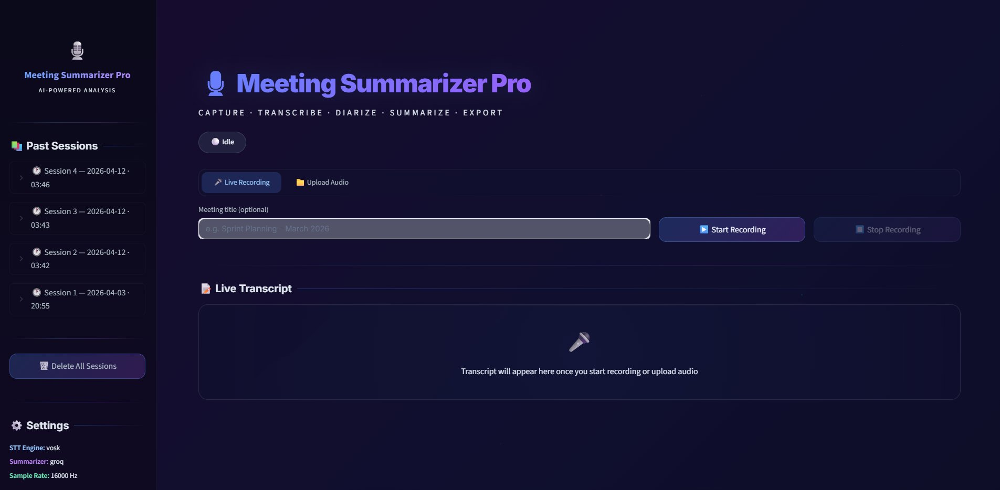 Meeting Summarizer Pro
AI-POWERED ANALYSIS
Past Sessions
Session 4 — 2026-04-12 ·
03:46
Session 3 — 2026-04-12 ·
03:43
Session 2 — 2026-04-12 ·
03:42
Session 1 — 2026-04-03 ·
20:55
Delete All Sessions
Settings
STT Engine: vosk
Summarizer: groq
Sample Rate: 16000 Hz
Meeting Summarizer Pro
CAPTURE · TRANSCRIBE · DIARIZE · SUMMARIZE · EXPORT
Idle
Live Recording
Upload Audio
Meeting title (optional)
e.g. Sprint Planning – March 2026
Start Recording
Stop Recording
Live Transcript
Transcript will appear here once you start recording or upload audio